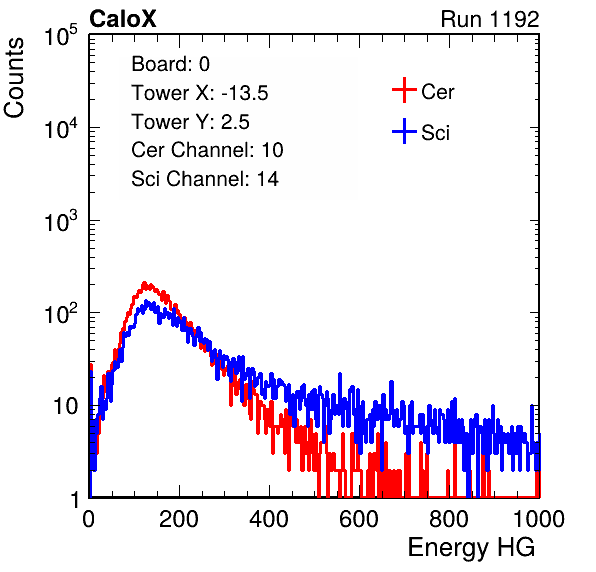 CaloX Run 1192
Counts
10^5
10^4
10^3
10^2
10
1
Board: 0
Tower X: -13.5
Tower Y: 2.5
Cer Channel: 10
Sci Channel: 14
Cer
Sci
0 200 400 600 800 1000
Energy HG